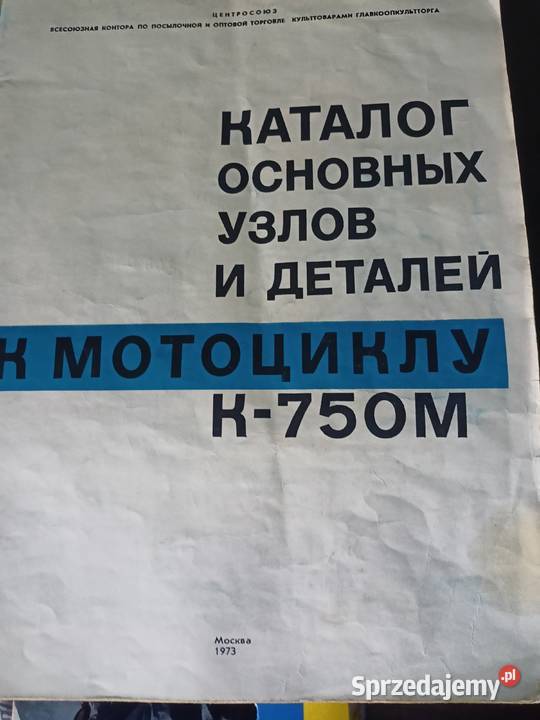 ЦЕНТРОСОЮЗ
ВСЕСОЮЗНАЯ КОНТОРА ПО ПОСЫЛОЧНОЙ И ОПТОВОЙ ТОРГОВЛЕ КУЛЬТТОВАРАМИ ГЛАВКООПКУЛЬТТОРГА
КАТАЛОГ
ОСНОВНЫХ
УЗЛОВ
И ДЕТАЛЕЙ
К МОТОЦИКЛУ
К-750М
Москва
1973
Sprzedajemy.pl